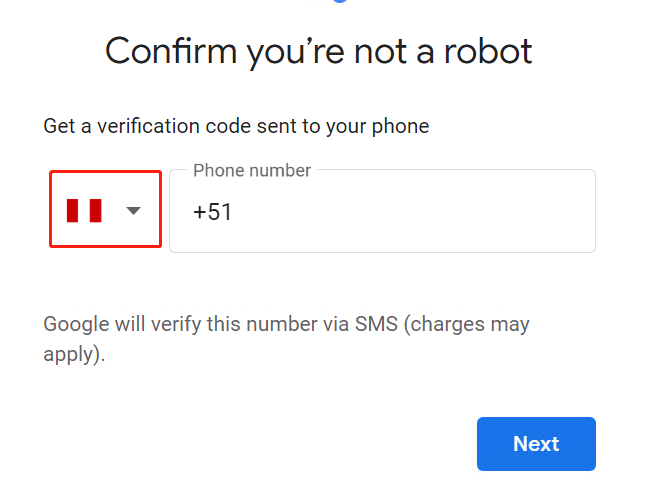 Confirm you’re not a robot
Get a verification code sent to your phone
Phone number
+51
Google will verify this number via SMS (charges may
apply).
Next